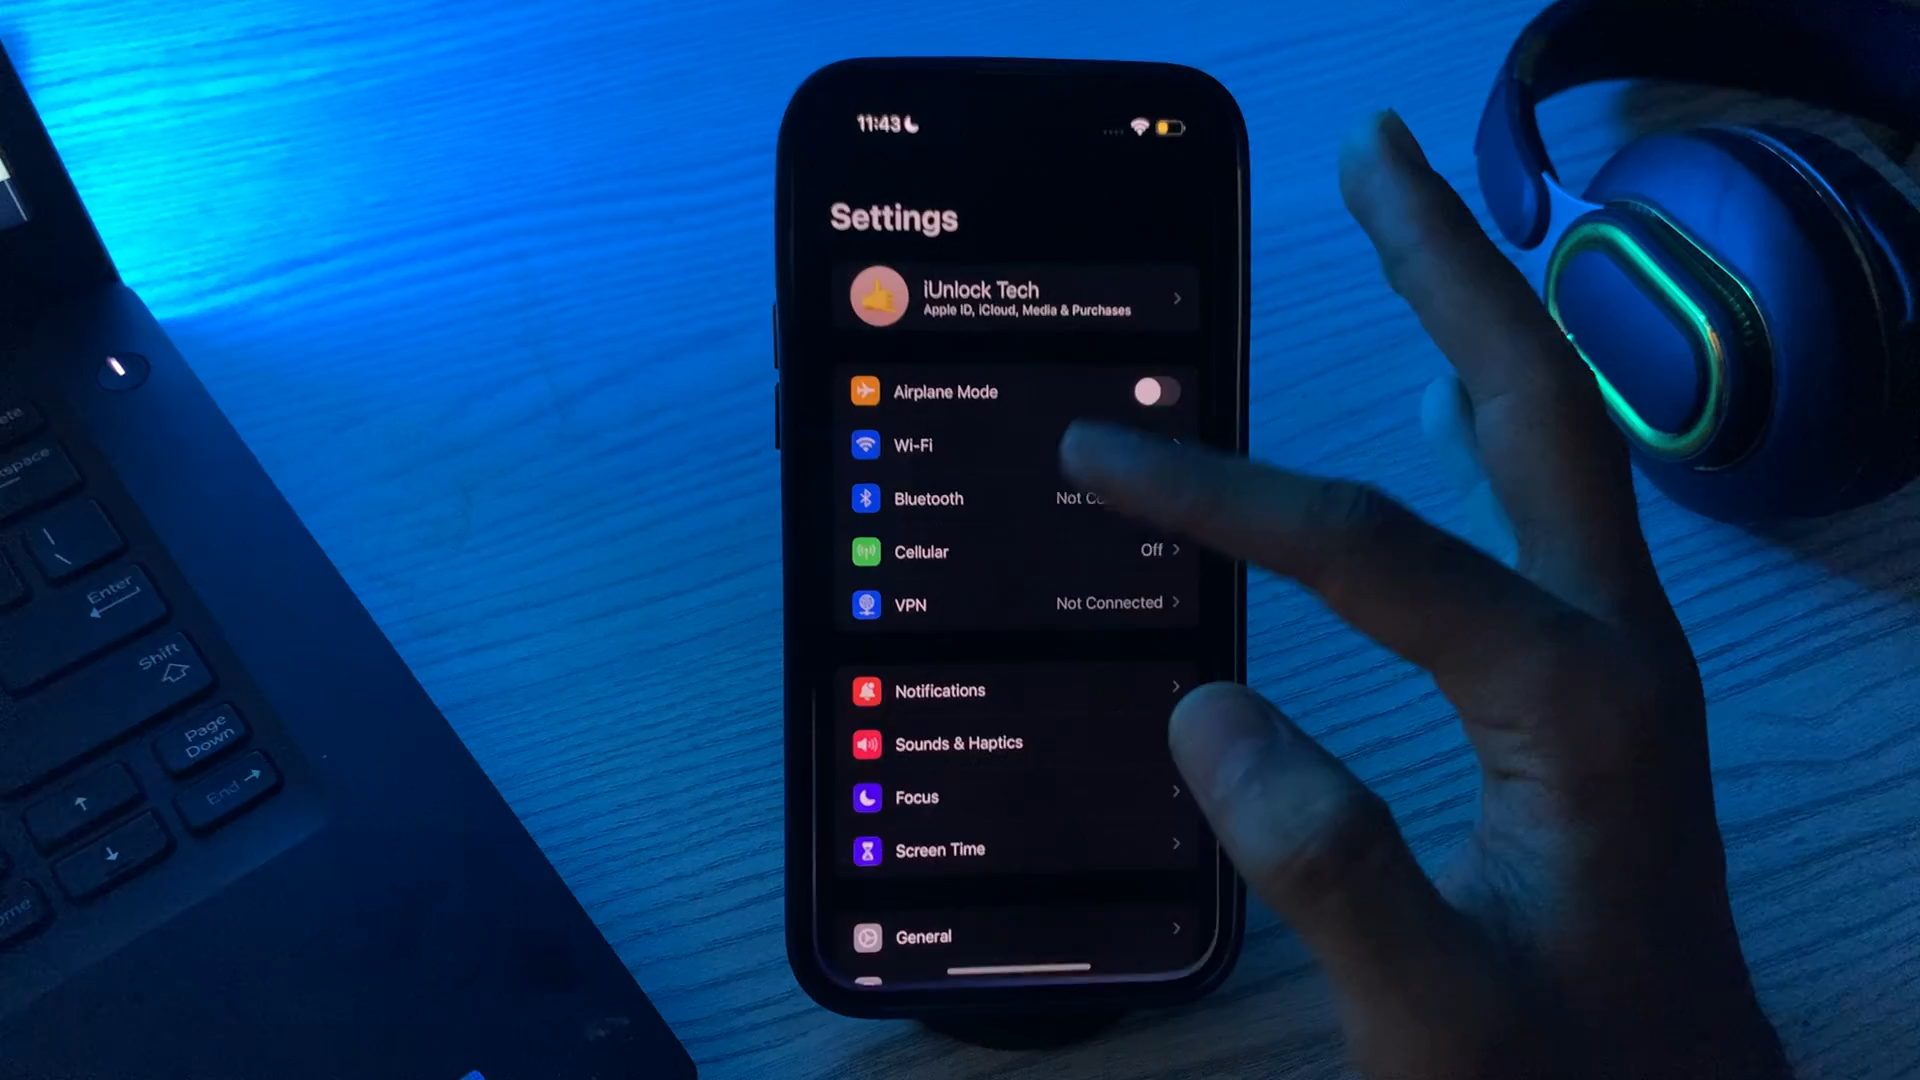 11:43
Settings
iUnlock Tech
Apple ID, iCloud, Media & Purchases
Airplane Mode
Wi-Fi
Bluetooth Not
Cellular Off
VPN Not Connected
Notifications
Sounds & Haptics
Focus
Screen Time
General
Enter
Shift
Page
Down
End